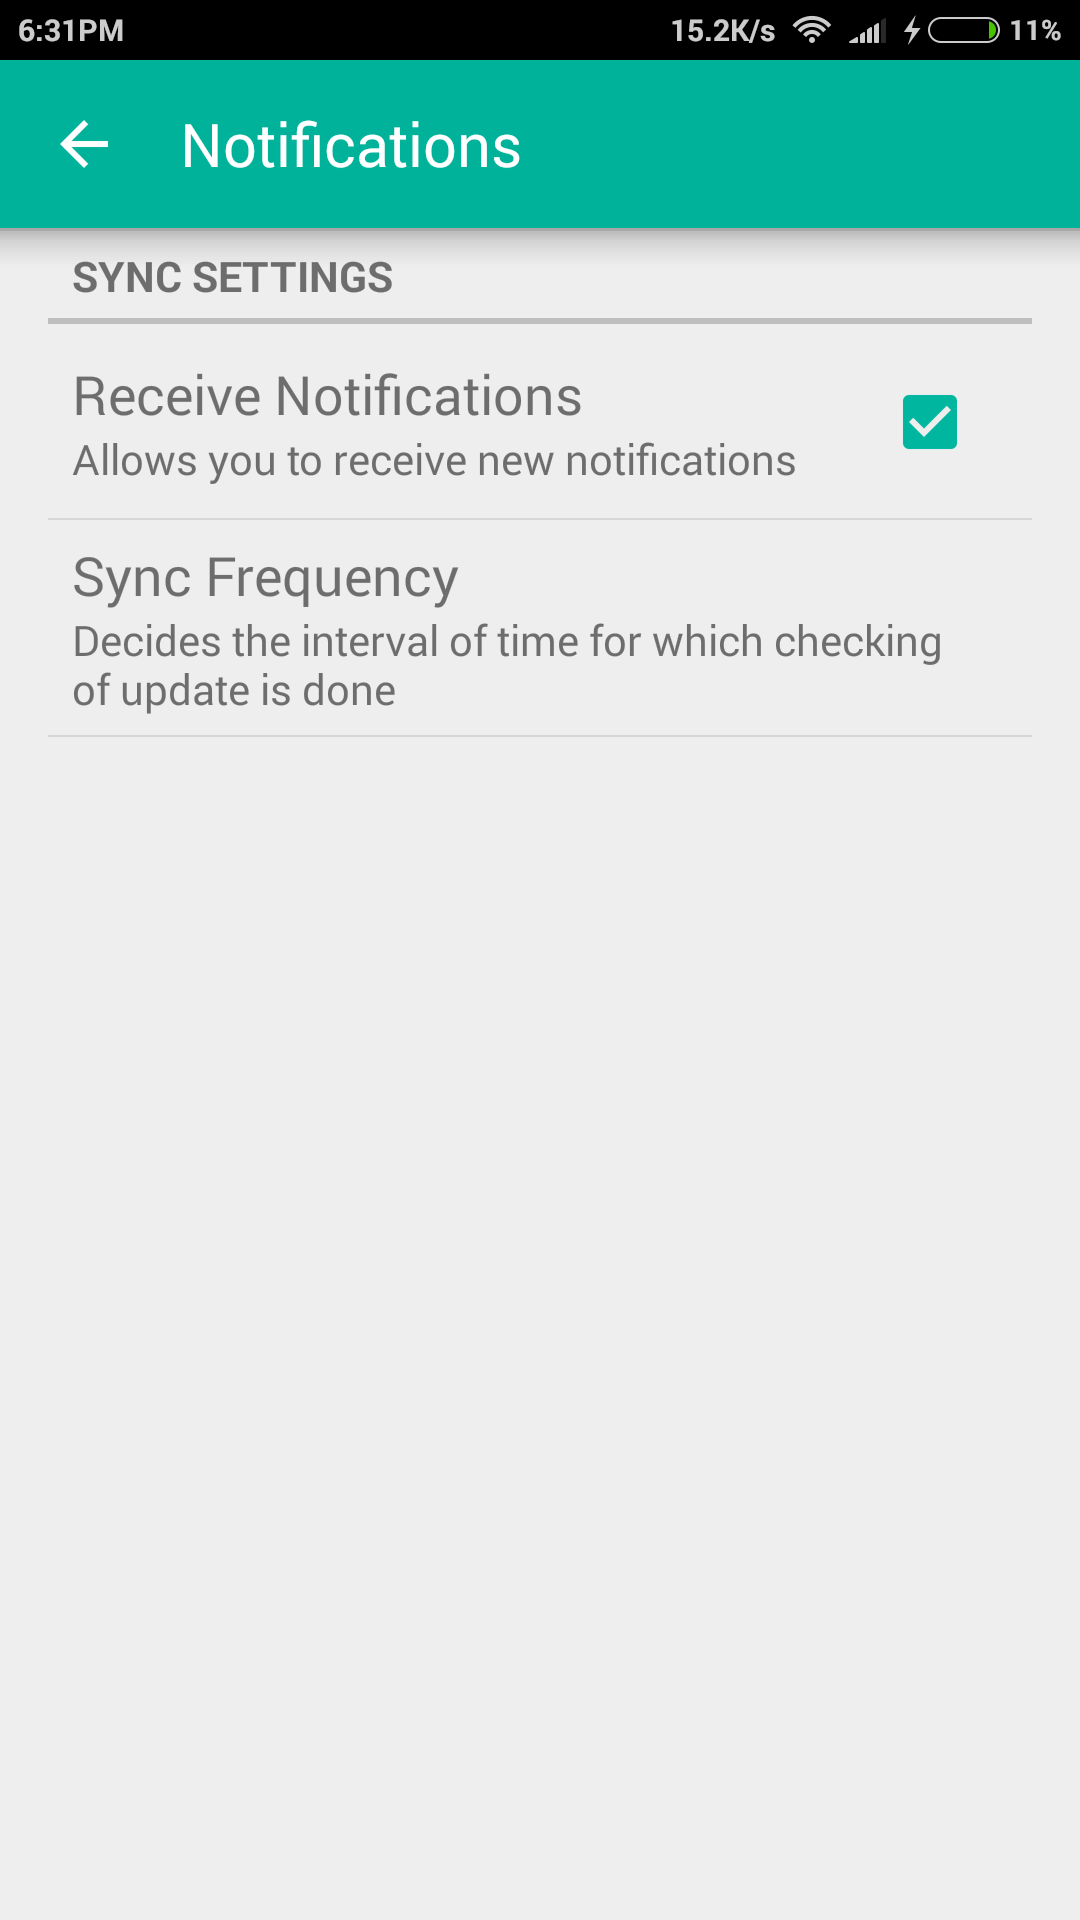 6:31PM 15.2K/s 11%
Notifications
SYNC SETTINGS
Receive Notifications
Allows you to receive new notifications
Sync Frequency
Decides the interval of time for which checking
of update is done